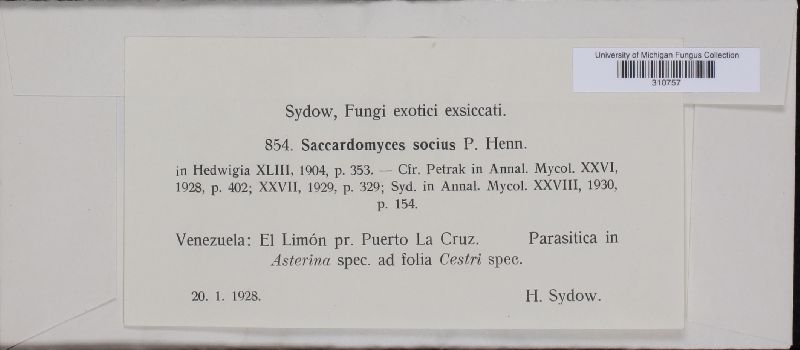 University of Michigan Fungus Collection
310757
Sydow, Fungi exotici exsiccati.
854. Saccardomyces socius P. Henn.
in Hedwigia XLIII, 1904, p. 353. — Cfr. Petrak in Annal. Mycol. XXVI,
1928, p. 402; XXVII, 1929, p. 329; Syd. in Annal. Mycol. XXVIII, 1930,
p. 154.
Venezuela: El Limón pr. Puerto La Cruz. Parasitica in
Asterina spec. ad folia Cestri spec.
20. 1. 1928. H. Sydow.